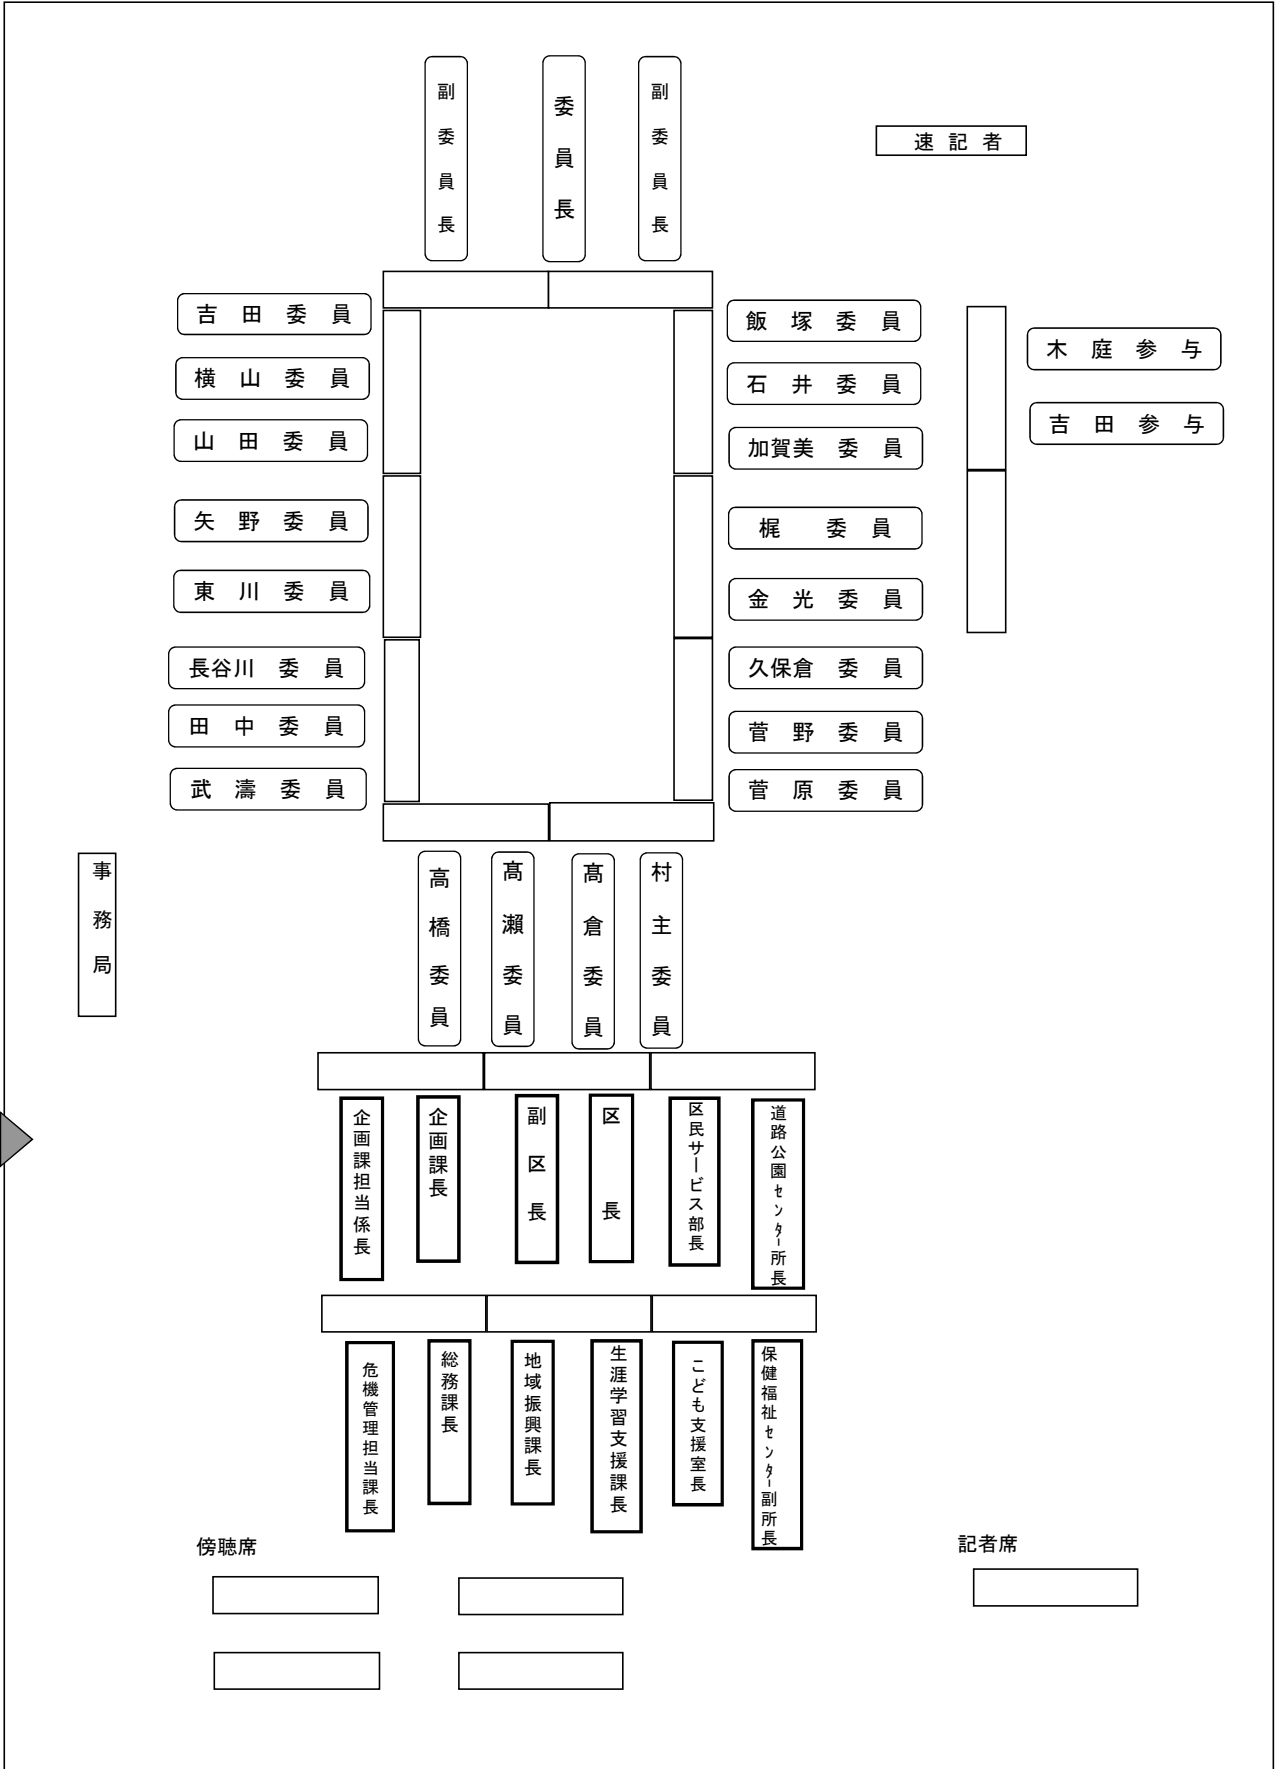 副委員長
委員長
副委員長
速記者
吉田委員
横山委員
山田委員
矢野委員
東川委員
長谷川委員
田中委員
武濤委員
飯塚委員
石井委員
加賀美委員
梶委員
金光委員
久保倉委員
菅野委員
菅原委員
木庭参与
吉田参与
事務局
高橋委員
髙瀨委員
髙倉委員
村主委員
企画課担当係長
企画課長
副区長
区長
区民サービス部長
道路公園ｾﾝﾀｰ所長
危機管理担当課長
総務課長
地域振興課長
生涯学習支援課長
こども支援室長
保健福祉ｾﾝﾀｰ副所長
傍聴席
記者席